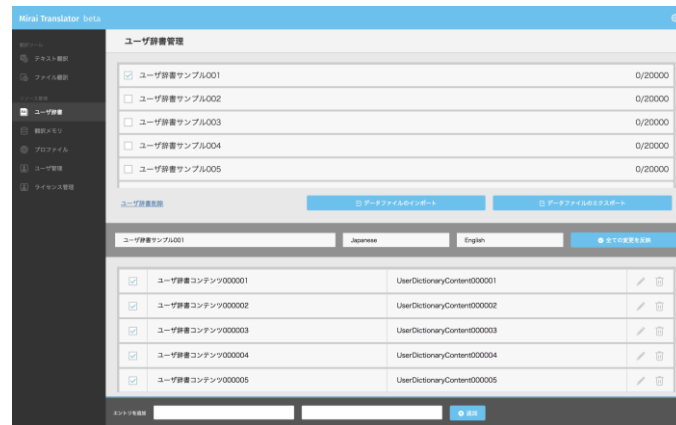 Mirai Translator beta
翻訳ツール
テキスト翻訳
ファイル翻訳
リソース管理
ユーザ辞書
翻訳メモリ
プロファイル
ユーザ管理
ライセンス管理
ユーザ辞書管理
ユーザ辞書サンプル001 0/20000
ユーザ辞書サンプル002 0/20000
ユーザ辞書サンプル003 0/20000
ユーザ辞書サンプル004 0/20000
ユーザ辞書サンプル005 0/20000
ユーザ辞書削除 データファイルのインポート データファイルのエクスポート
ユーザ辞書サンプル001 Japanese English 全ての変更を反映
ユーザ辞書コンテンツ000001 UserDictionaryContent000001
ユーザ辞書コンテンツ000002 UserDictionaryContent000002
ユーザ辞書コンテンツ000003 UserDictionaryContent000003
ユーザ辞書コンテンツ000004 UserDictionaryContent000004
ユーザ辞書コンテンツ000005 UserDictionaryContent000005
エントリを追加 追加